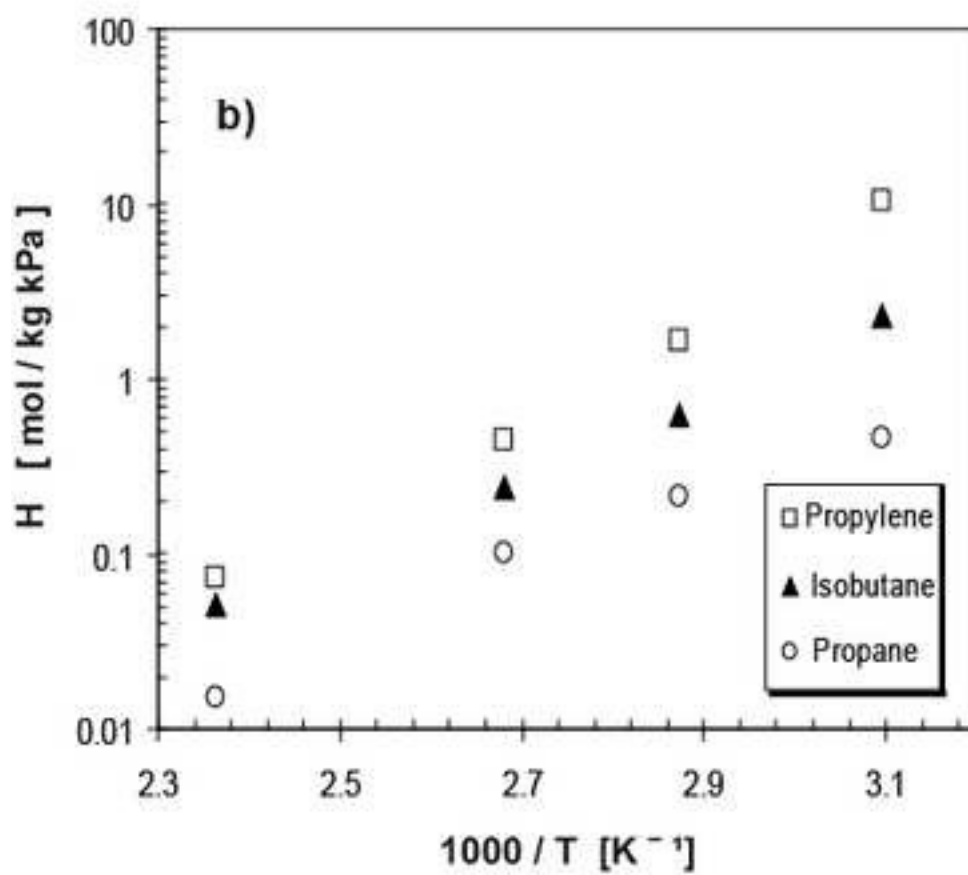 100
b)
10
1
0.1
0.01
H [ mol / kg kPa ]
Propylene
Isobutane
Propane
2.3 2.5 2.7 2.9 3.1
1000 / T [K⁻¹]